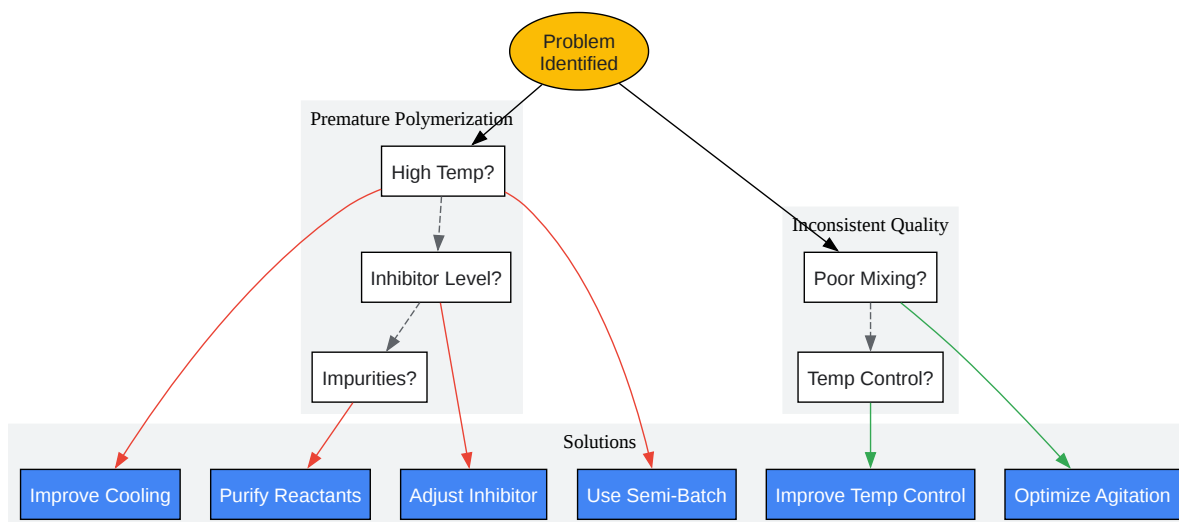 Problem
Identified
Premature Polymerization
High Temp?
Inconsistent Quality
Inhibitor Level?
Poor Mixing?
Impurities?
Temp Control?
Solutions
Improve Cooling
Purify Reactants
Adjust Inhibitor
Use Semi-Batch
Improve Temp Control
Optimize Agitation